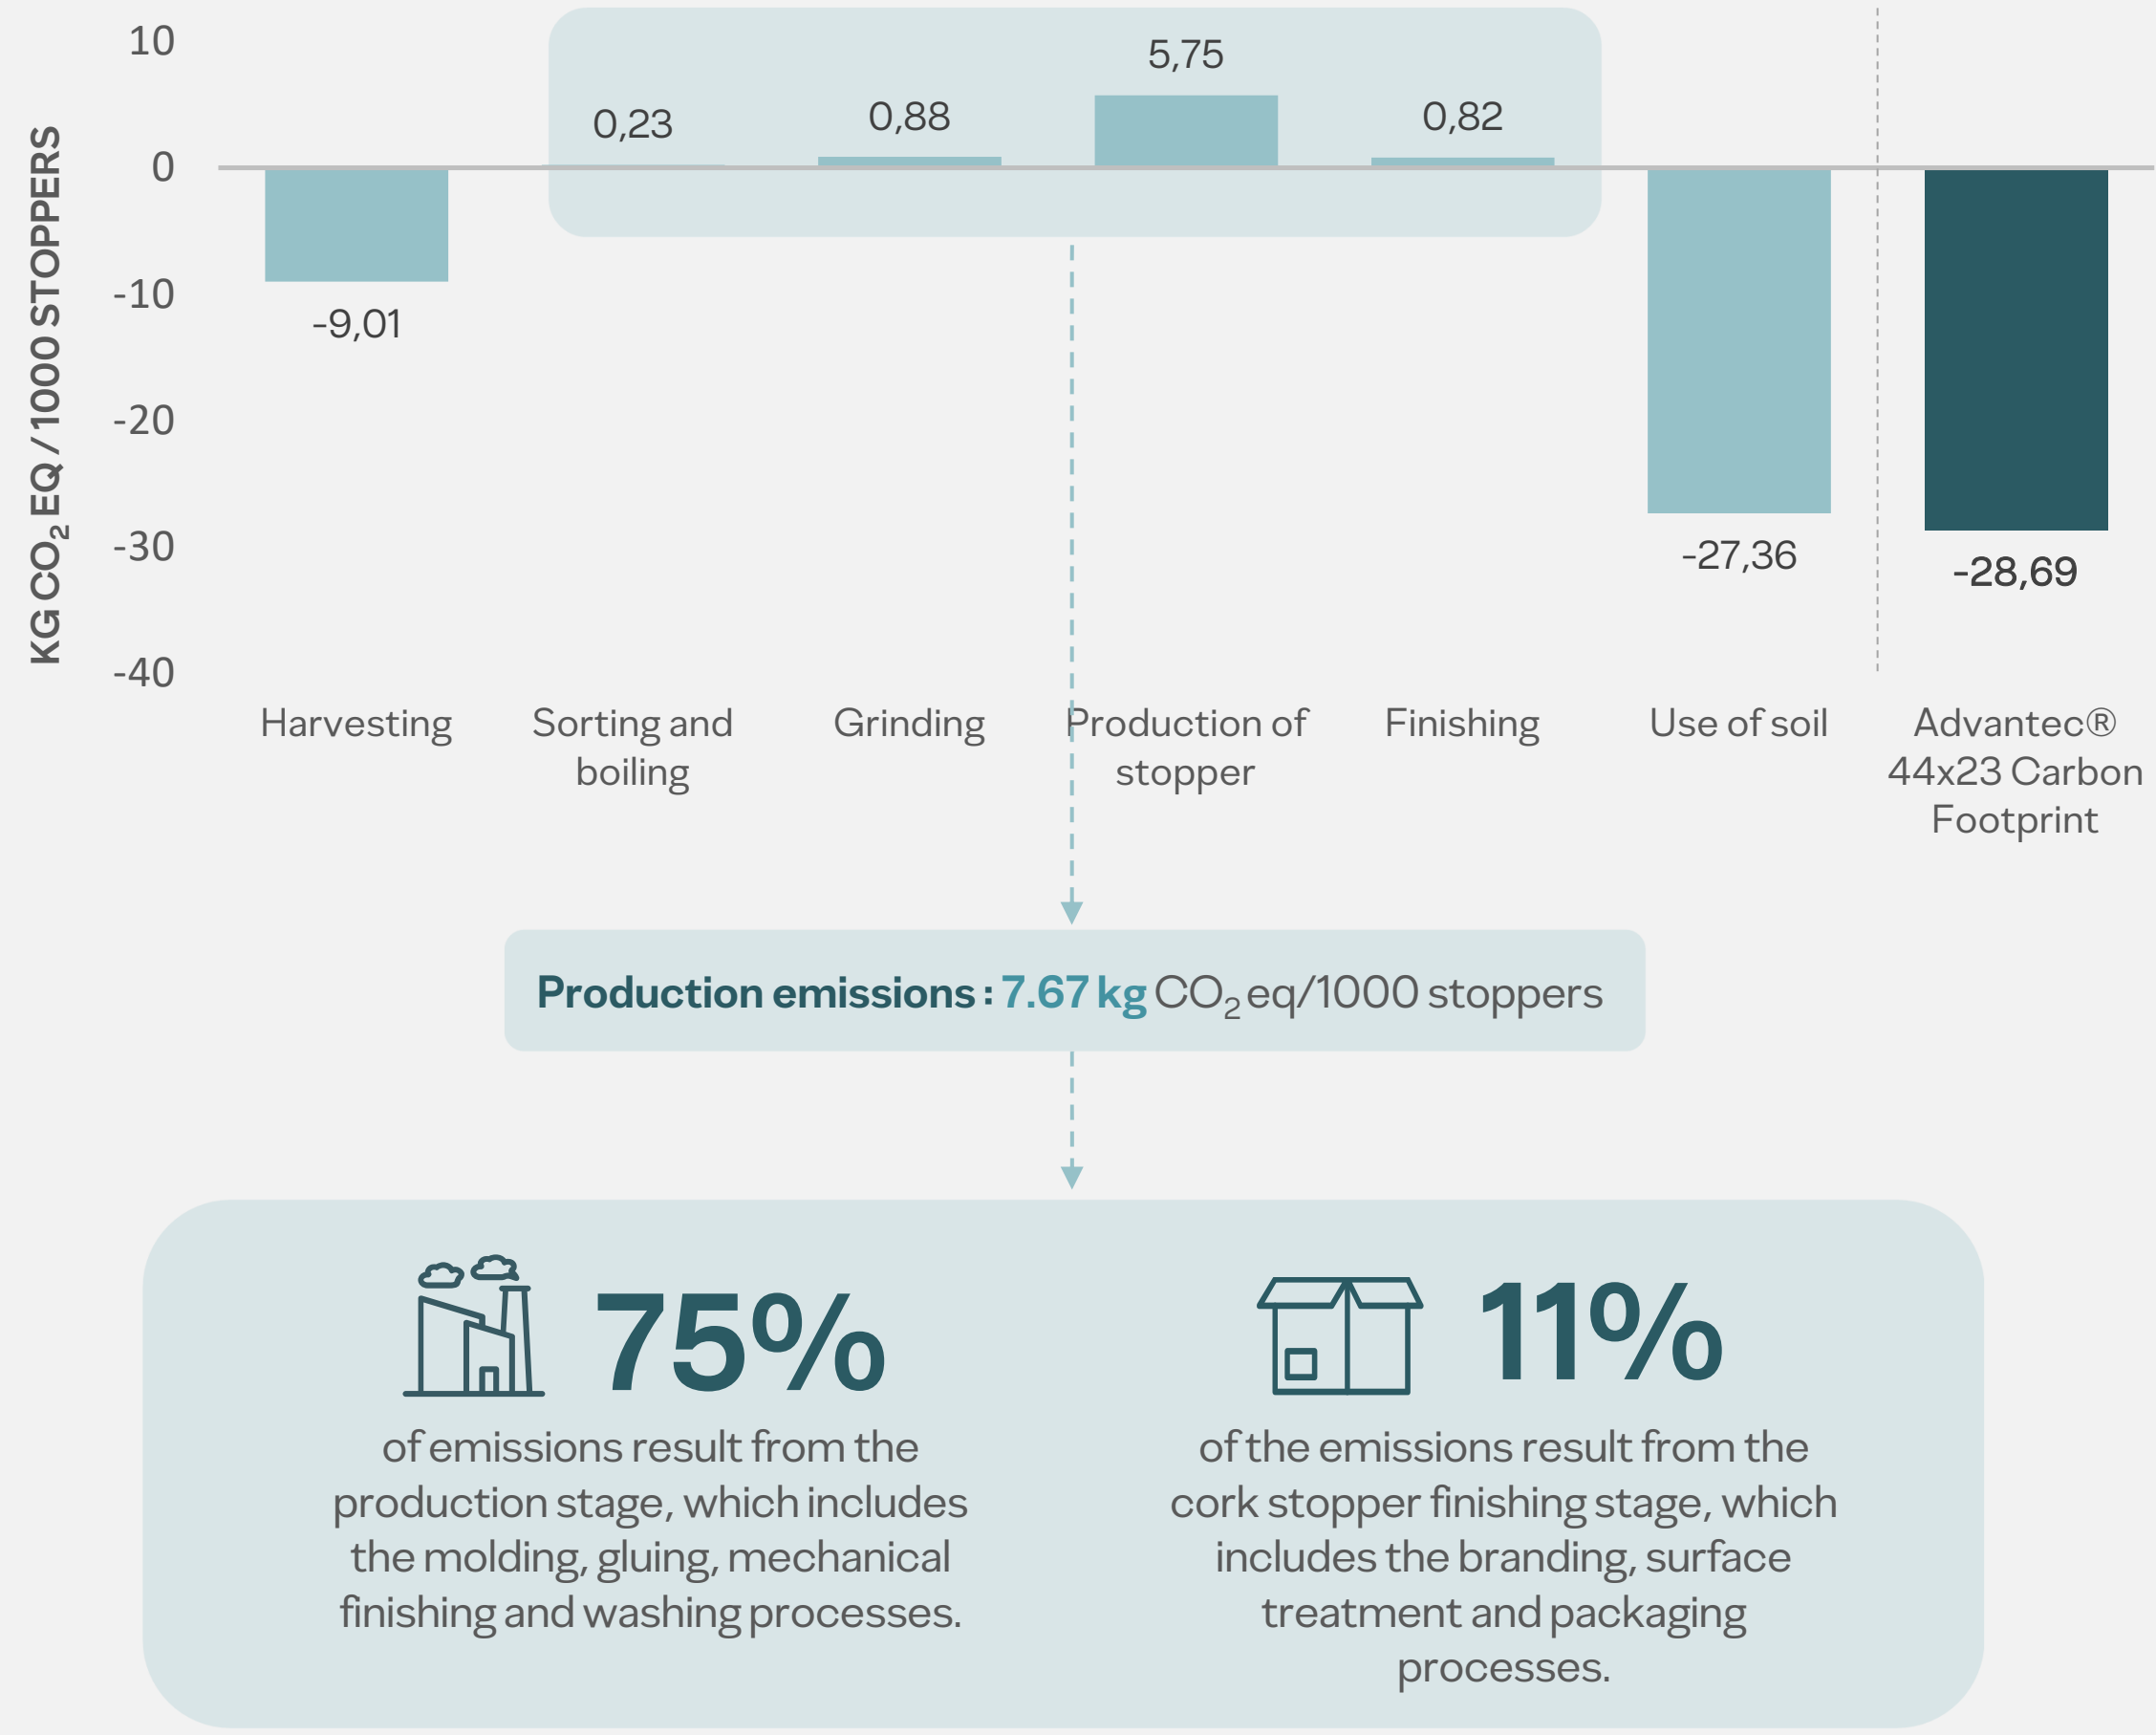 KG CO₂ EQ / 1000 STOPPERS
10
0
-10
-20
-30
-40
-9,01
0,23
0,88
5,75
0,82
-27,36
-28,69
Harvesting
Sorting and
boiling
Grinding
Production of
stopper
Finishing
Use of soil
Advantec®
44x23 Carbon
Footprint
Production emissions : 7.67 kg CO₂ eq/1000 stoppers
75%
of emissions result from the
production stage, which includes
the molding, gluing, mechanical
finishing and washing processes.
11%
of the emissions result from the
cork stopper finishing stage, which
includes the branding, surface
treatment and packaging
processes.